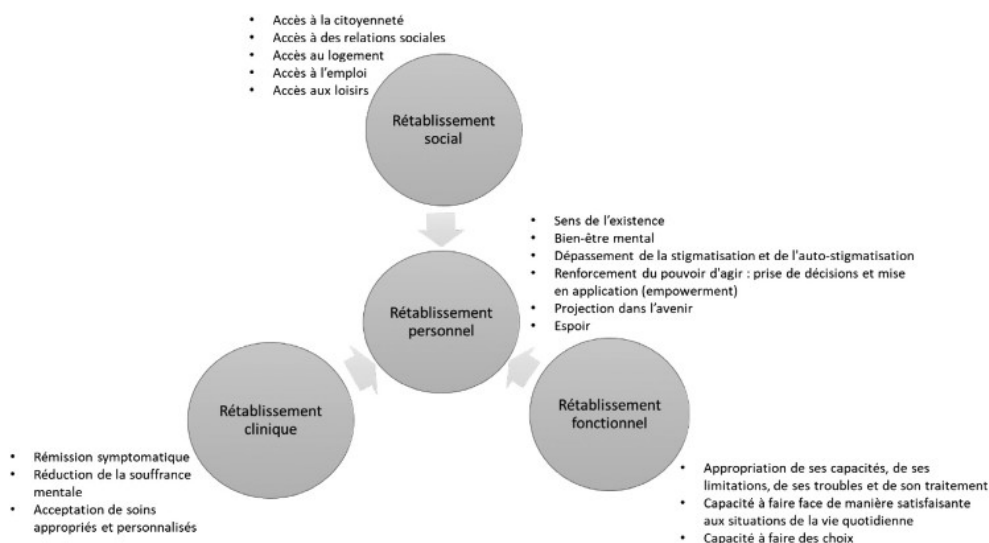 • Accès à la citoyenneté
• Accès à des relations sociales
• Accès au logement
• Accès à l'emploi
• Accès aux loisirs
Rétablissement
social
• Sens de l'existence
• Bien-être mental
• Dépassement de la stigmatisation et de l'auto-stigmatisation
• Renforcement du pouvoir d'agir : prise de décisions et mise
en application (empowerment)
• Projection dans l'avenir
• Espoir
Rétablissement
personnel
Rétablissement
clinique
Rétablissement
fonctionnel
• Rémission symptomatique
• Réduction de la souffrance
mentale
• Acceptation de soins
appropriés et personnalisés
• Appropriation de ses capacités, de ses
limitations, de ses troubles et de son traitement
• Capacité à faire face de manière satisfaisante
aux situations de la vie quotidienne
• Capacité à faire des choix